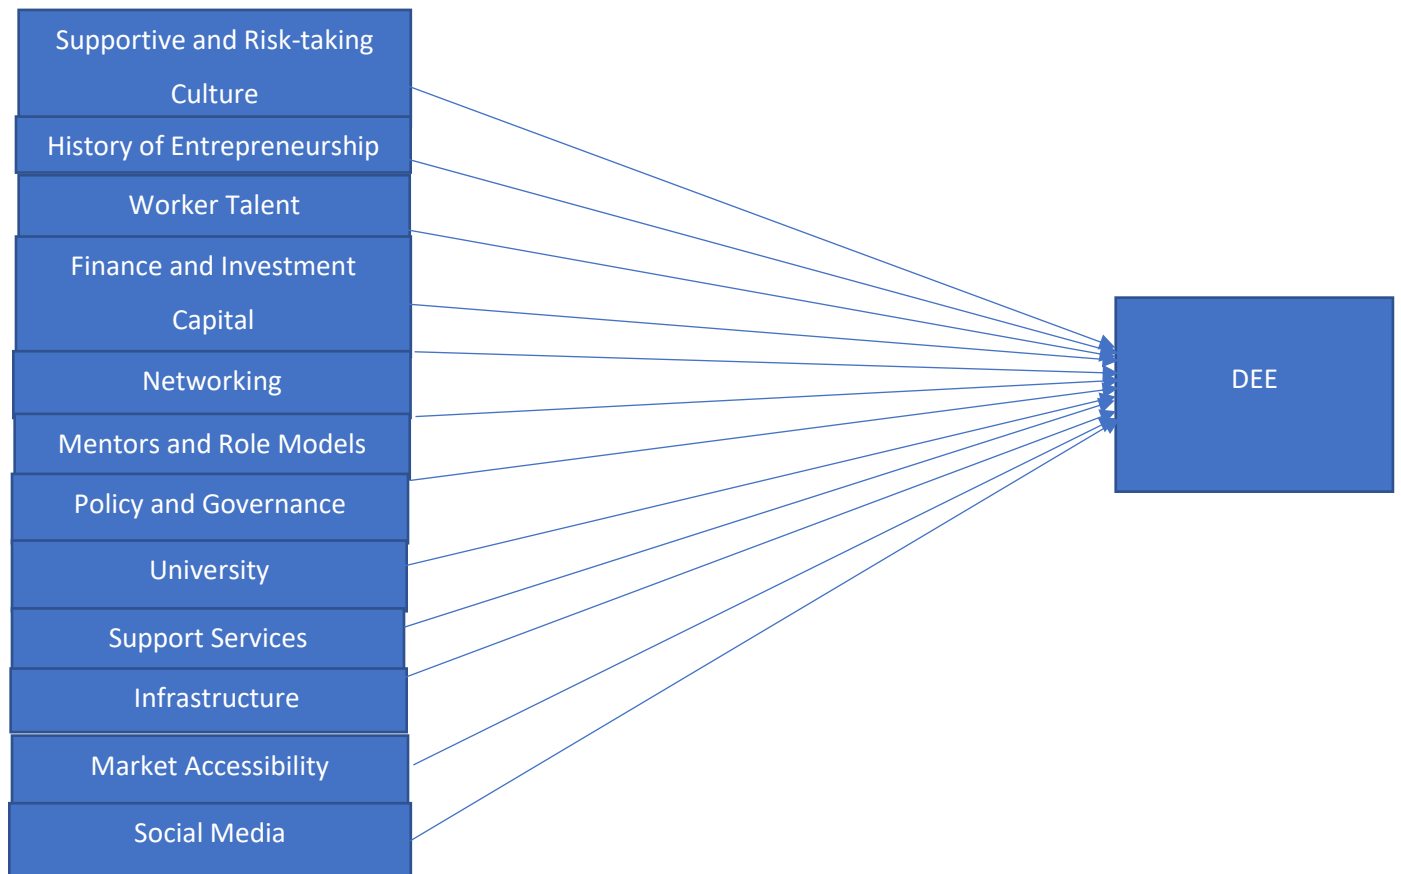 Supportive and Risk-taking
Culture
History of Entrepreneurship
Worker Talent
Finance and Investment
Capital
Networking
Mentors and Role Models
Policy and Governance
University
Support Services
Infrastructure
Market Accessibility
Social Media
DEE